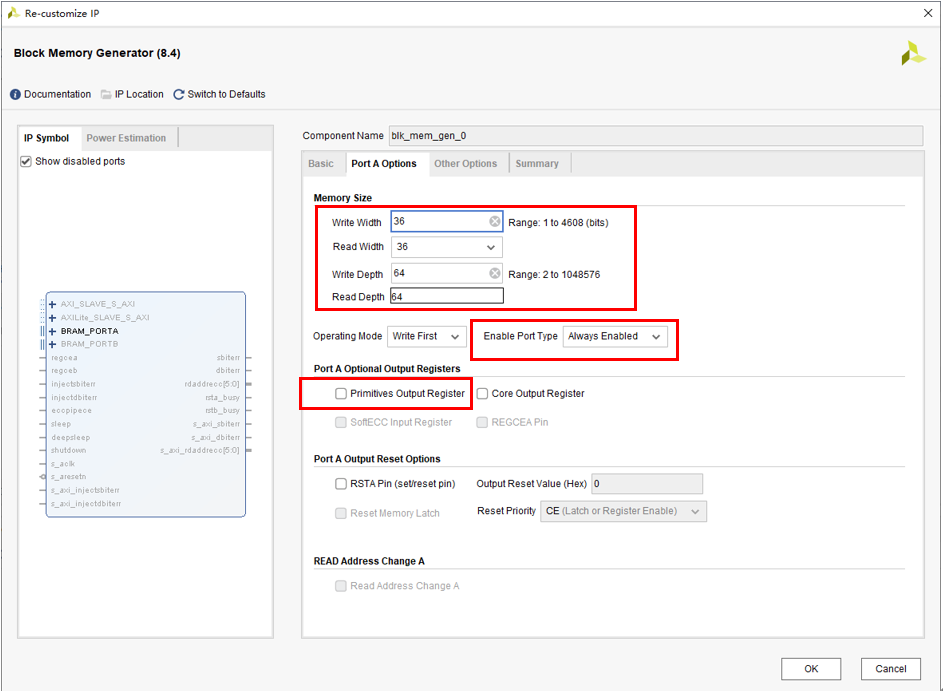 Re-customize IP
Block Memory Generator (8.4)
Documentation IP Location Switch to Defaults
IP Symbol Power Estimation
Show disabled ports
AXI_SLAVE_S_AXI
AXILite_SLAVE_S_AXI
BRAM_PORTA
BRAM_PORTB
regcea sbiterr
regceb dbiterr
injectsbiterr rdaddrecc[5:0]
injectdbiterr rsta_busy
eccpipece rstb_busy
sleep s_axi_sbiterr
deepsleep s_axi_dbiterr
shutdown s_axi_rdaddrecc[5:0]
s_aclk
s_aresetn
s_axi_injectsbiterr
s_axi_injectdbiterr
Component Name blk_mem_gen_0
Basic Port A Options Other Options Summary
Memory Size
Write Width 36 Range: 1 to 4608 (bits)
Read Width 36
Write Depth 64 Range: 2 to 1048576
Read Depth 64
Operating Mode Write First Enable Port Type Always Enabled
Port A Optional Output Registers
Primitives Output Register Core Output Register
SoftECC Input Register REGCEA Pin
Port A Output Reset Options
RSTA Pin (set/reset pin) Output Reset Value (Hex) 0
Reset Memory Latch Reset Priority CE (Latch or Register Enable)
READ Address Change A
Read Address Change A
OK Cancel